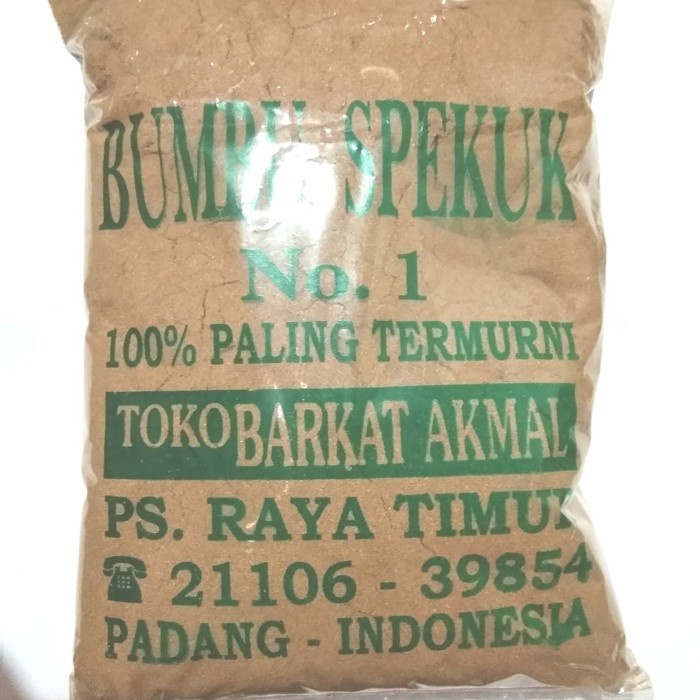 BUMBU SPEKUK
No. 1
100% PALING TERMURNI
TOKO BARKAT AKMAL
PS. RAYA TIMUR
☎ 21106 - 39854
PADANG - INDONESIA